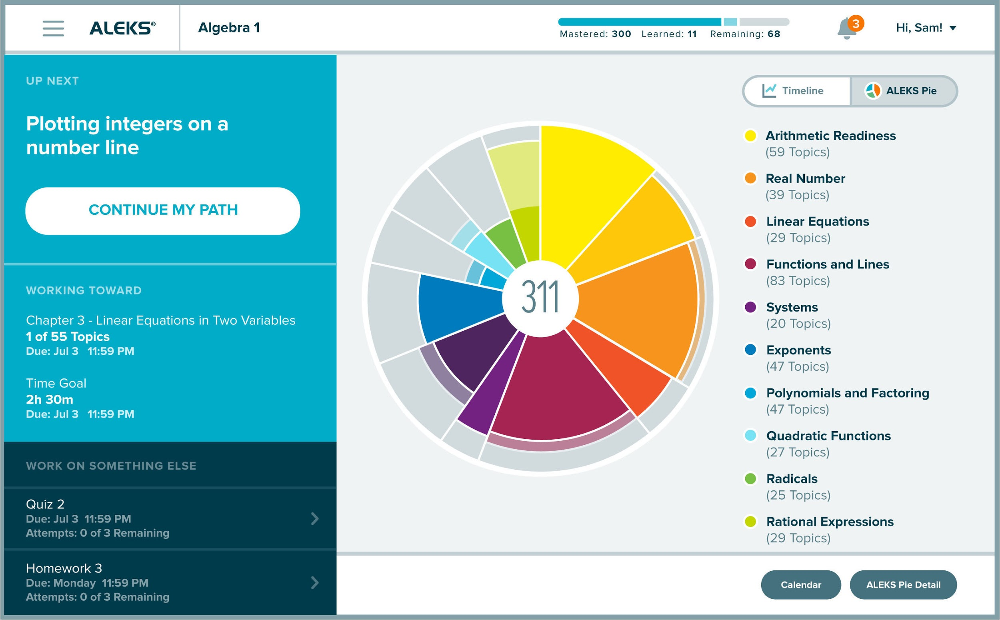 ALEKS®
Algebra 1
Mastered: 300 Learned: 11 Remaining: 68
3
Hi, Sam!
UP NEXT
Plotting integers on a
number line
CONTINUE MY PATH
WORKING TOWARD
Chapter 3 - Linear Equations in Two Variables
1 of 55 Topics
Due: Jul 3 11:59 PM
Time Goal
2h 30m
Due: Jul 3 11:59 PM
WORK ON SOMETHING ELSE
Quiz 2
Due: Jul 3 11:59 PM
Attempts: 0 of 3 Remaining
Homework 3
Due: Monday 11:59 PM
Attempts: 0 of 3 Remaining
311
Timeline
ALEKS Pie
Arithmetic Readiness
(59 Topics)
Real Number
(39 Topics)
Linear Equations
(29 Topics)
Functions and Lines
(83 Topics)
Systems
(20 Topics)
Exponents
(47 Topics)
Polynomials and Factoring
(47 Topics)
Quadratic Functions
(27 Topics)
Radicals
(25 Topics)
Rational Expressions
(29 Topics)
Calendar
ALEKS Pie Detail